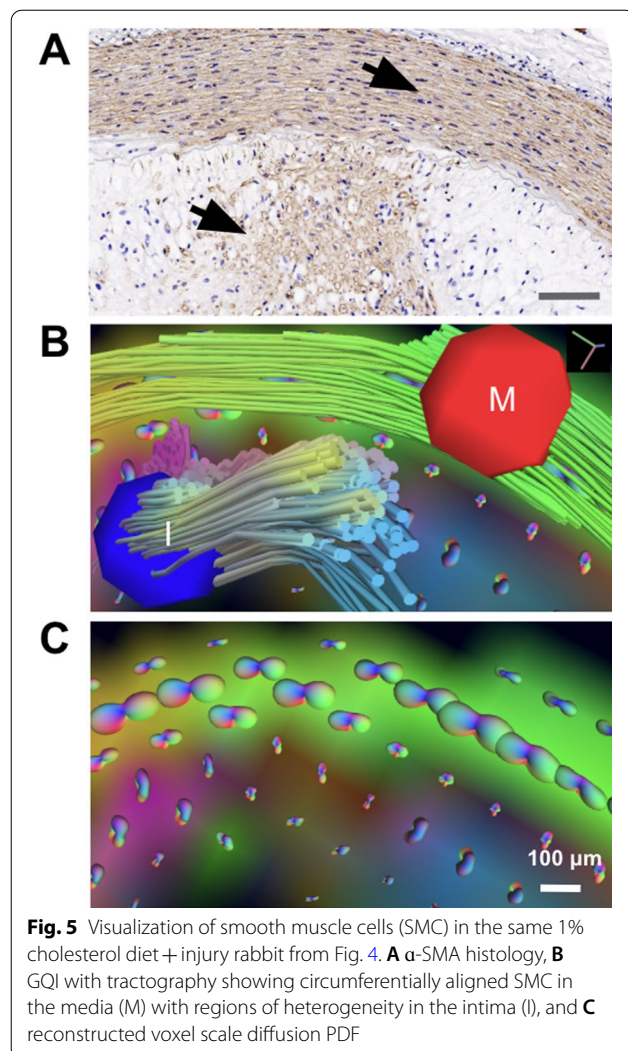 A
B
M
I
C
100 µm
Fig. 5 Visualization of smooth muscle cells (SMC) in the same 1%
cholesterol diet + injury rabbit from Fig. 4. A α-SMA histology, B
GQI with tractography showing circumferentially aligned SMC in
the media (M) with regions of heterogeneity in the intima (I), and C
reconstructed voxel scale diffusion PDF